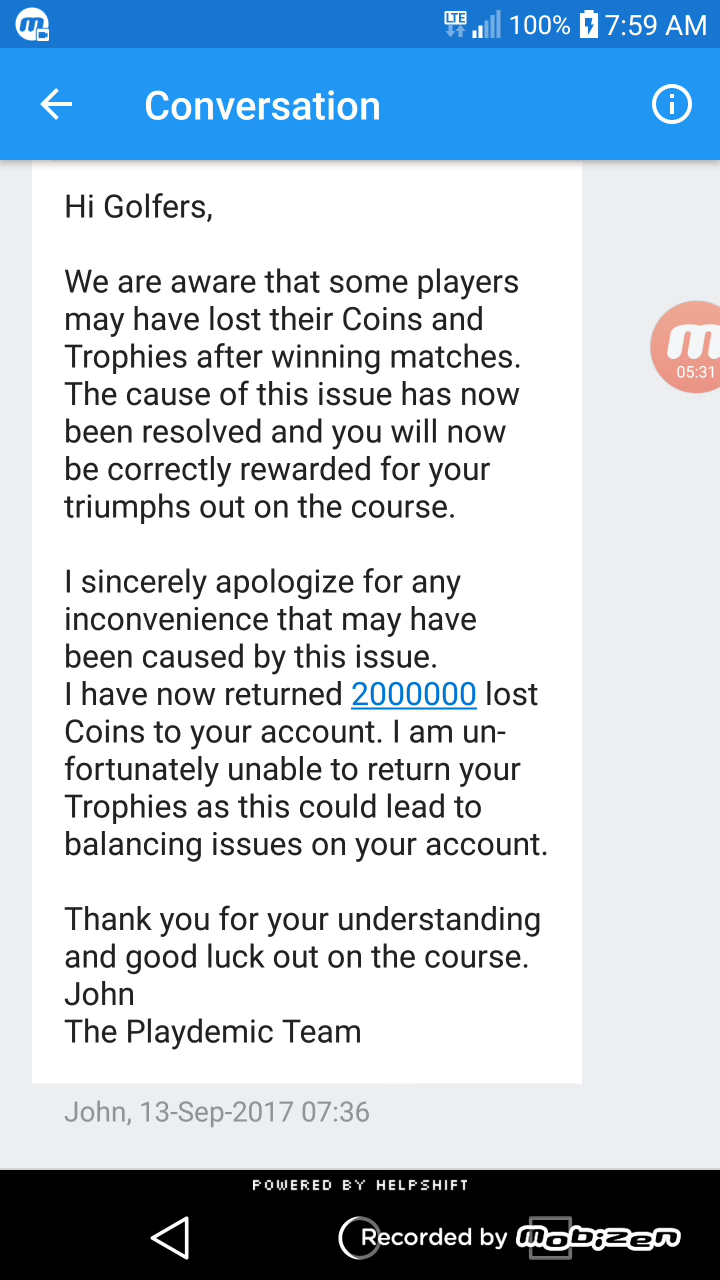 LTE 100% 7:59 AM
Conversation
Hi Golfers,
We are aware that some players
may have lost their Coins and
Trophies after winning matches.
The cause of this issue has now
been resolved and you will now
be correctly rewarded for your
triumphs out on the course.
I sincerely apologize for any
inconvenience that may have
been caused by this issue.
I have now returned 2000000 lost
Coins to your account. I am un-
fortunately unable to return your
Trophies as this could lead to
balancing issues on your account.
Thank you for your understanding
and good luck out on the course.
John
The Playdemic Team
John, 13-Sep-2017 07:36
m
05:31
POWERED BY HELPSHIFT
Recorded by mobizen